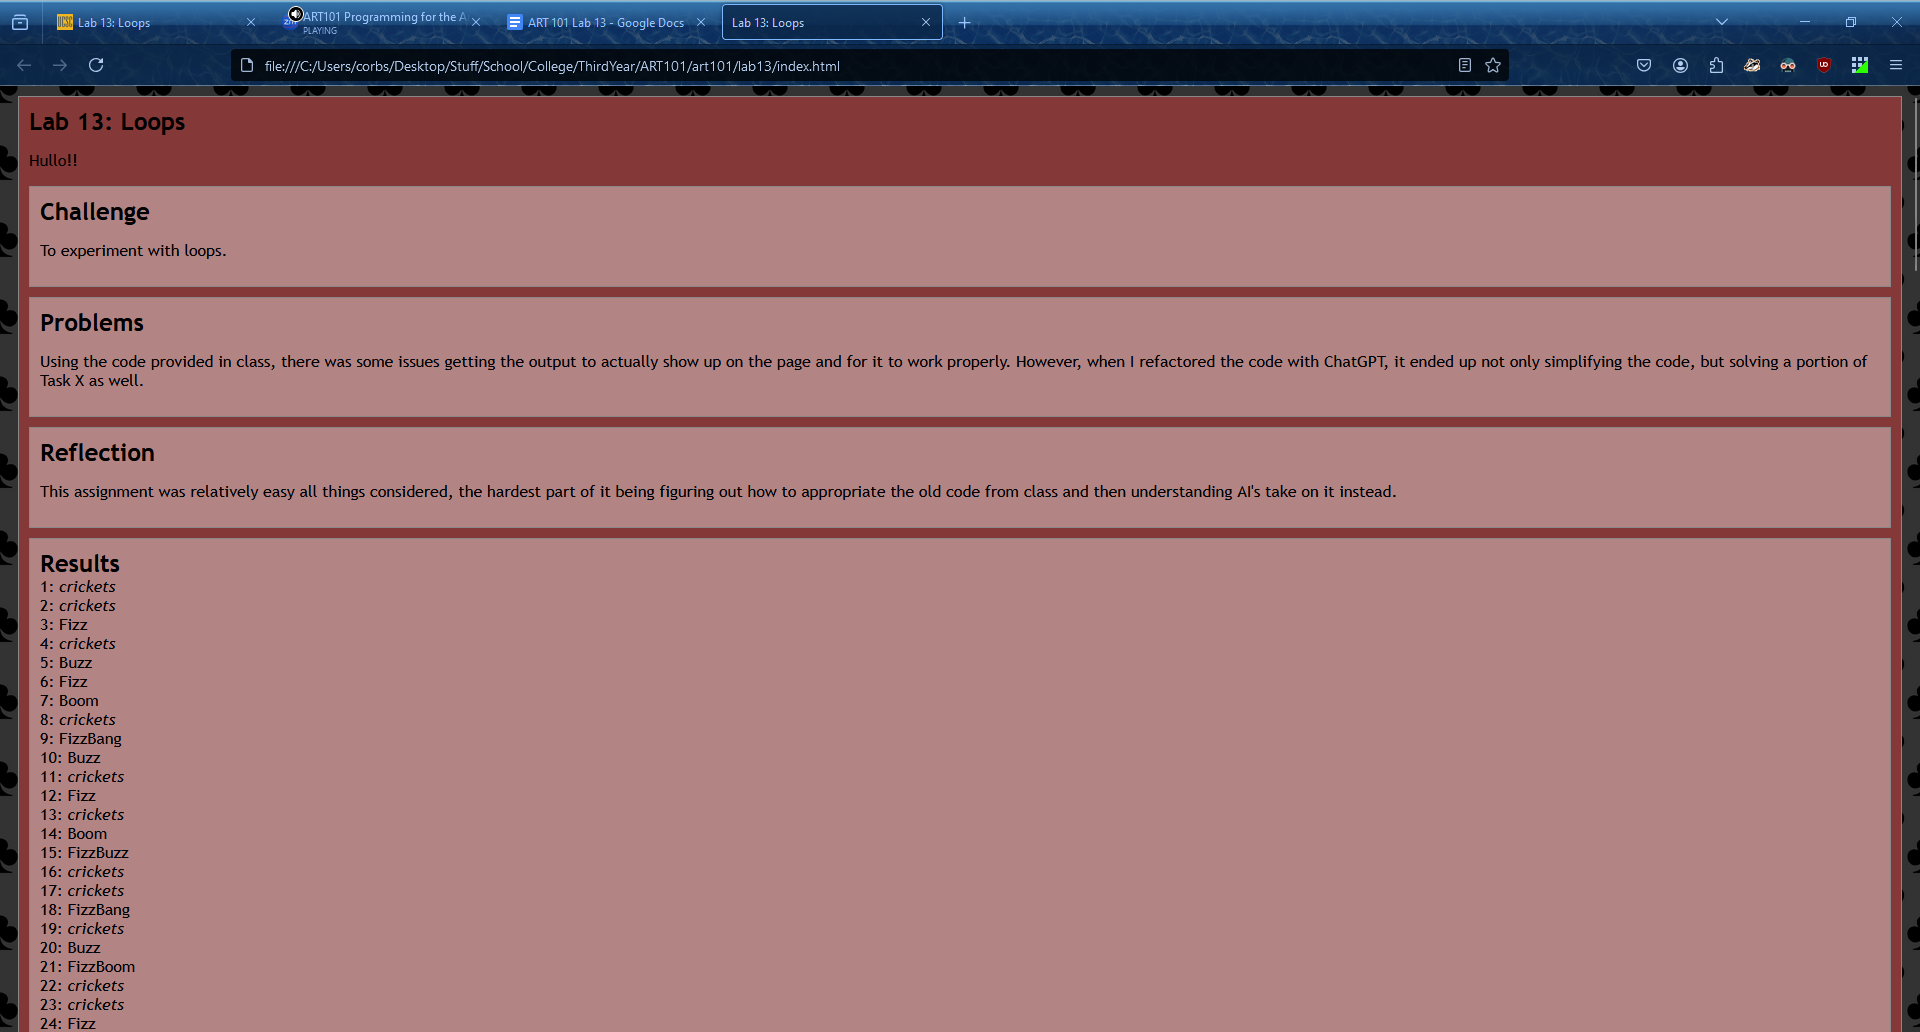 Lab 13: Loops
ART101 Programming for the A
PLAYING
ART 101 Lab 13 - Google Docs
Lab 13: Loops
file:///C:/Users/corbs/Desktop/Stuff/School/College/ThirdYear/ART101/art101/lab13/index.html
Lab 13: Loops
Hullo!!
Challenge
To experiment with loops.
Problems
Using the code provided in class, there was some issues getting the output to actually show up on the page and for it to work properly. However, when I refactored the code with ChatGPT, it ended up not only simplifying the code, but solving a portion of
Task X as well.
Reflection
This assignment was relatively easy all things considered, the hardest part of it being figuring out how to appropriate the old code from class and then understanding AI's take on it instead.
Results
1: crickets
2: crickets
3: Fizz
4: crickets
5: Buzz
6: Fizz
7: Boom
8: crickets
9: FizzBang
10: Buzz
11: crickets
12: Fizz
13: crickets
14: Boom
15: FizzBuzz
16: crickets
17: crickets
18: FizzBang
19: crickets
20: Buzz
21: FizzBoom
22: crickets
23: crickets
24: Fizz